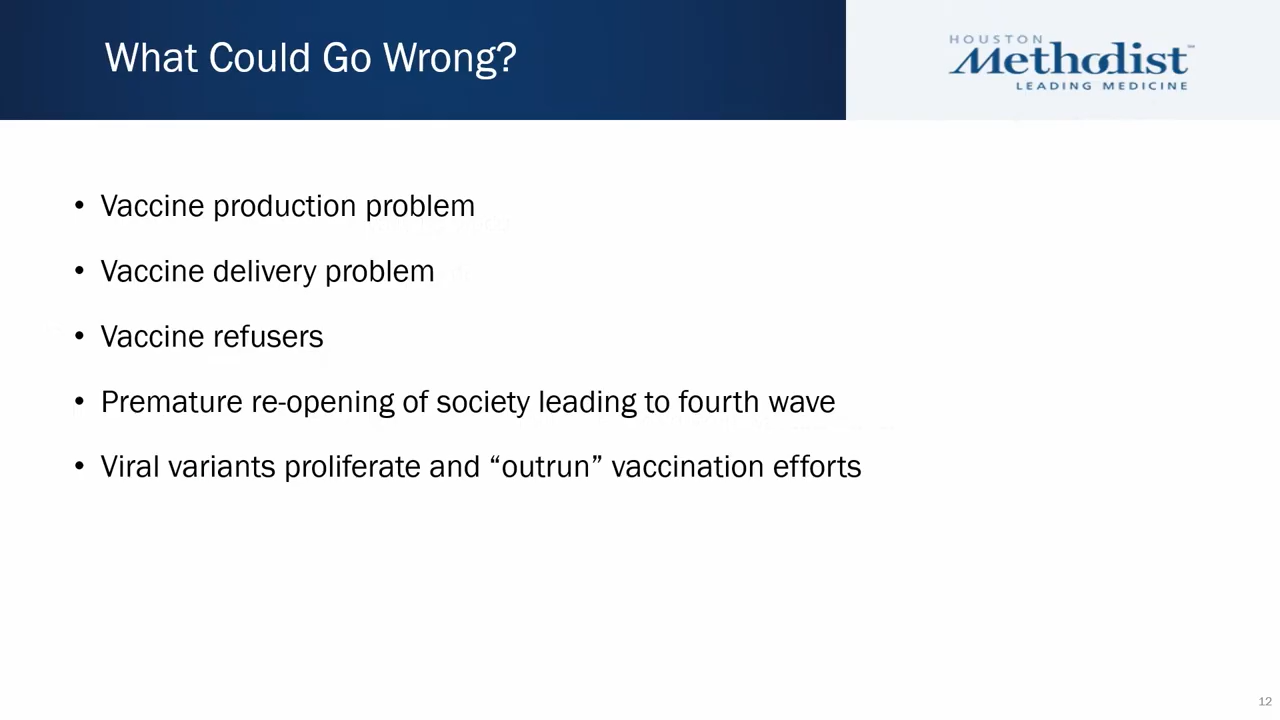 What Could Go Wrong?
HOUSTON
Methodist™
LEADING MEDICINE
• Vaccine production problem
• Vaccine delivery problem
• Vaccine refusers
• Premature re-opening of society leading to fourth wave
• Viral variants proliferate and “outrun” vaccination efforts
12